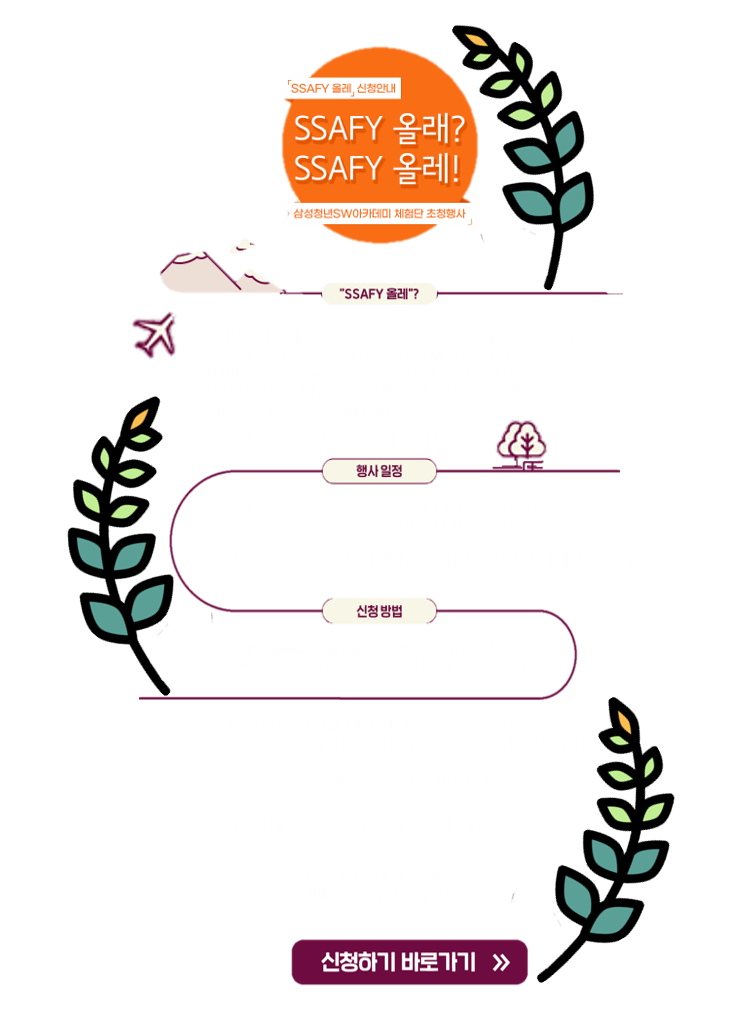 「SSAFY 올레」 신청안내
SSAFY 올래?
SSAFY 올레!
삼성청년SW아카데미 체험단 초청행사」
"SSAFY 올레"?
행사 일정
신청 방법
신청하기 바로가기 »